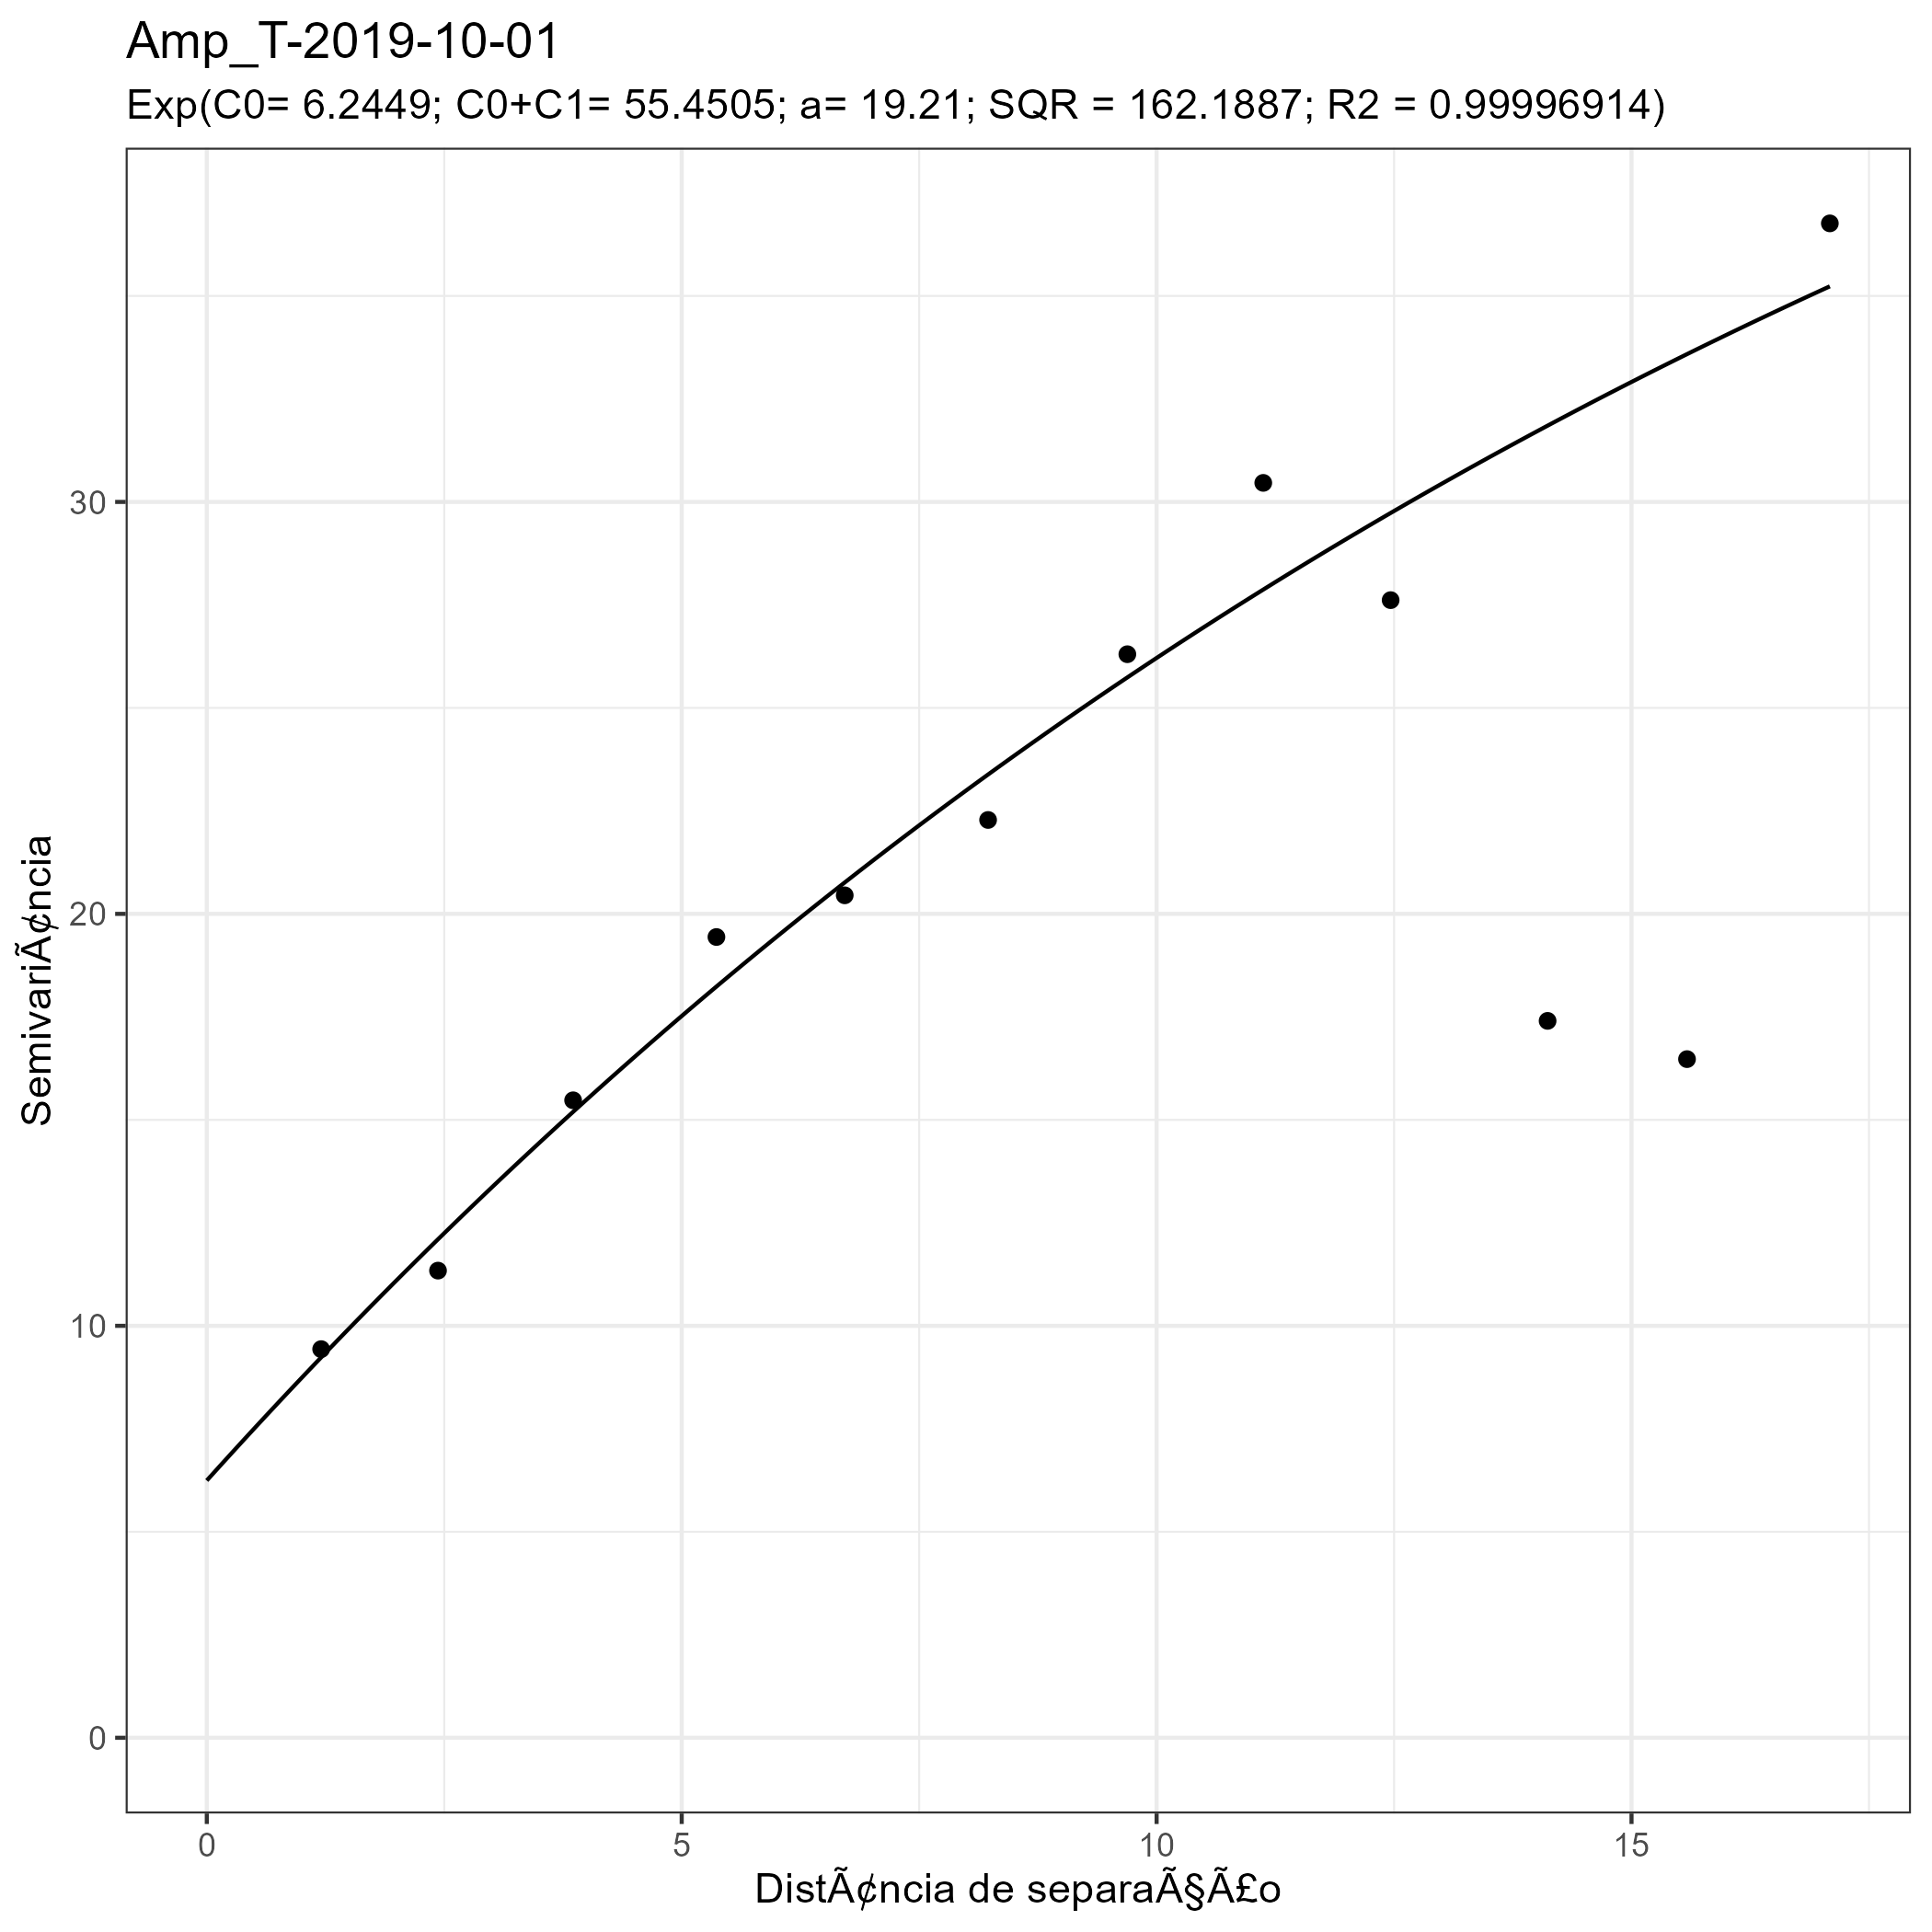 Amp_T-2019-10-01
Exp(C0= 6.2449; C0+C1= 55.4505; a= 19.21; SQR = 162.1887; R2 = 0.99996914)
SemivariÃ¢ncia
30
20
10
0
0 5 10 15
DistÃ¢ncia de separaÃ§Ã£o